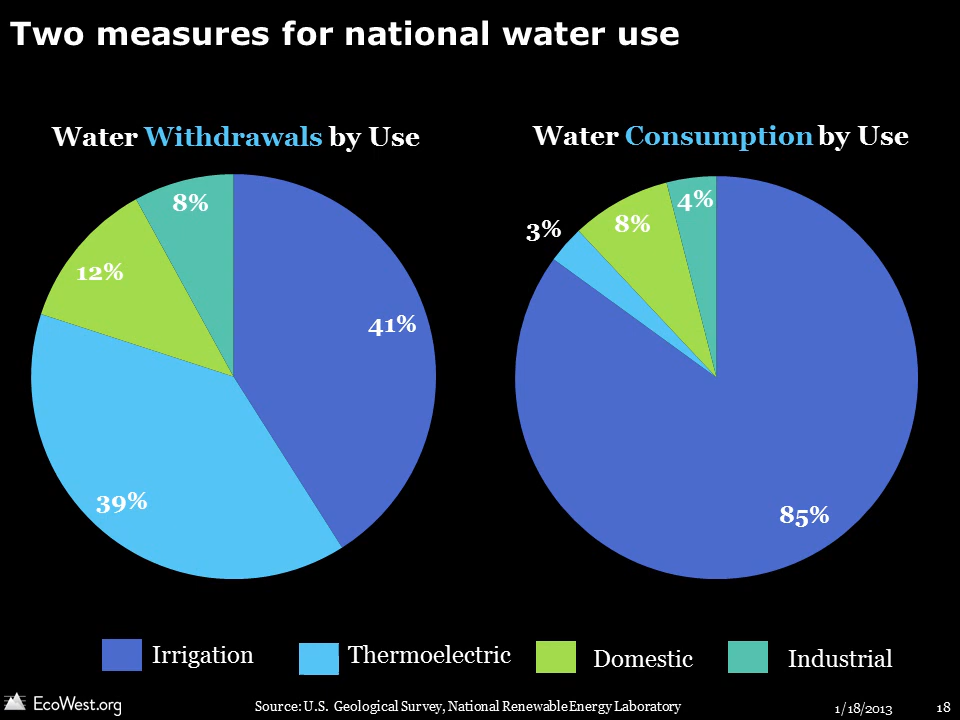 Two measures for national water use
Water Withdrawals by Use
8%
12%
41%
39%
Water Consumption by Use
4%
8%
3%
85%
Irrigation
Thermoelectric
Domestic
Industrial
EcoWest.org
Source: U.S. Geological Survey, National Renewable Energy Laboratory
1/18/2013
18